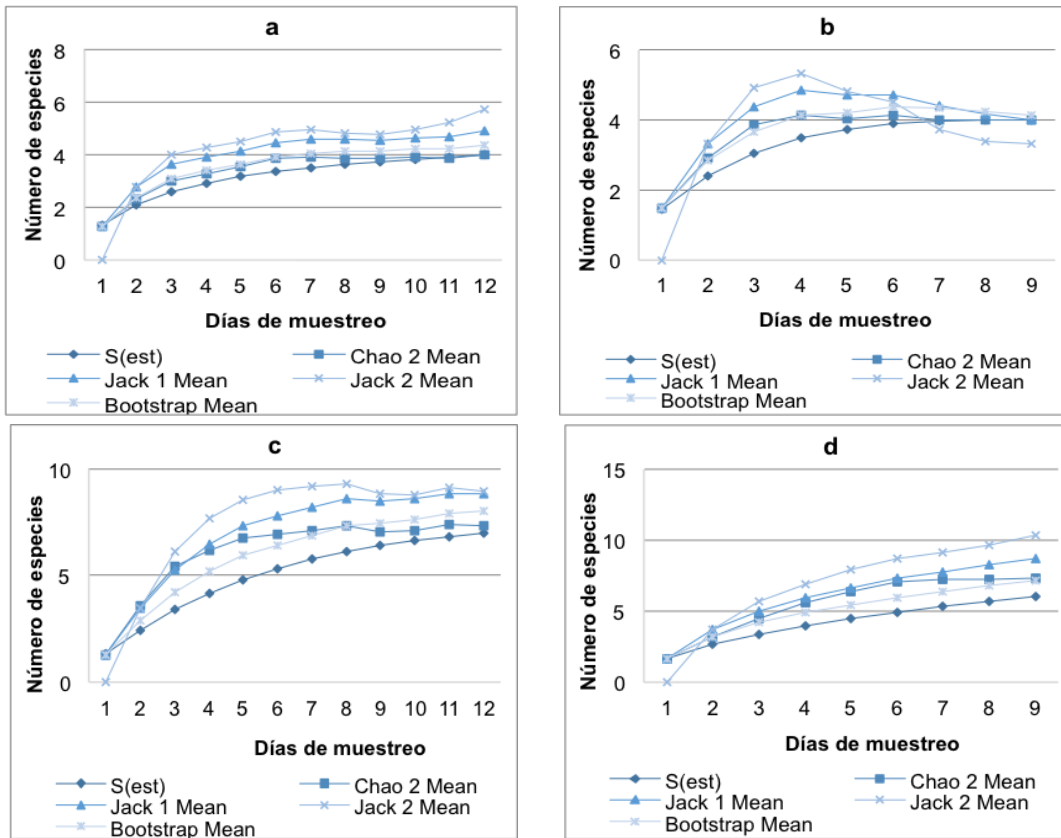 a
Número de especies
8
6
4
2
0
1 2 3 4 5 6 7 8 9 10 11 12
Días de muestreo
S(est)
Chao 2 Mean
Jack 1 Mean
Jack 2 Mean
Bootstrap Mean
b
Número de especies
6
4
2
0
1 2 3 4 5 6 7 8 9
Días de muestreo
S(est)
Chao 2 Mean
Jack 1 Mean
Jack 2 Mean
Bootstrap Mean
c
Número de especies
10
5
0
1 2 3 4 5 6 7 8 9 10 11 12
Días de muestreo
S(est)
Chao 2 Mean
Jack 1 Mean
Jack 2 Mean
Bootstrap Mean
d
Número de especies
15
10
5
0
1 2 3 4 5 6 7 8 9
Días de muestreo
S(est)
Chao 2 Mean
Jack 1 Mean
Jack 2 Mean
Bootstrap Mean